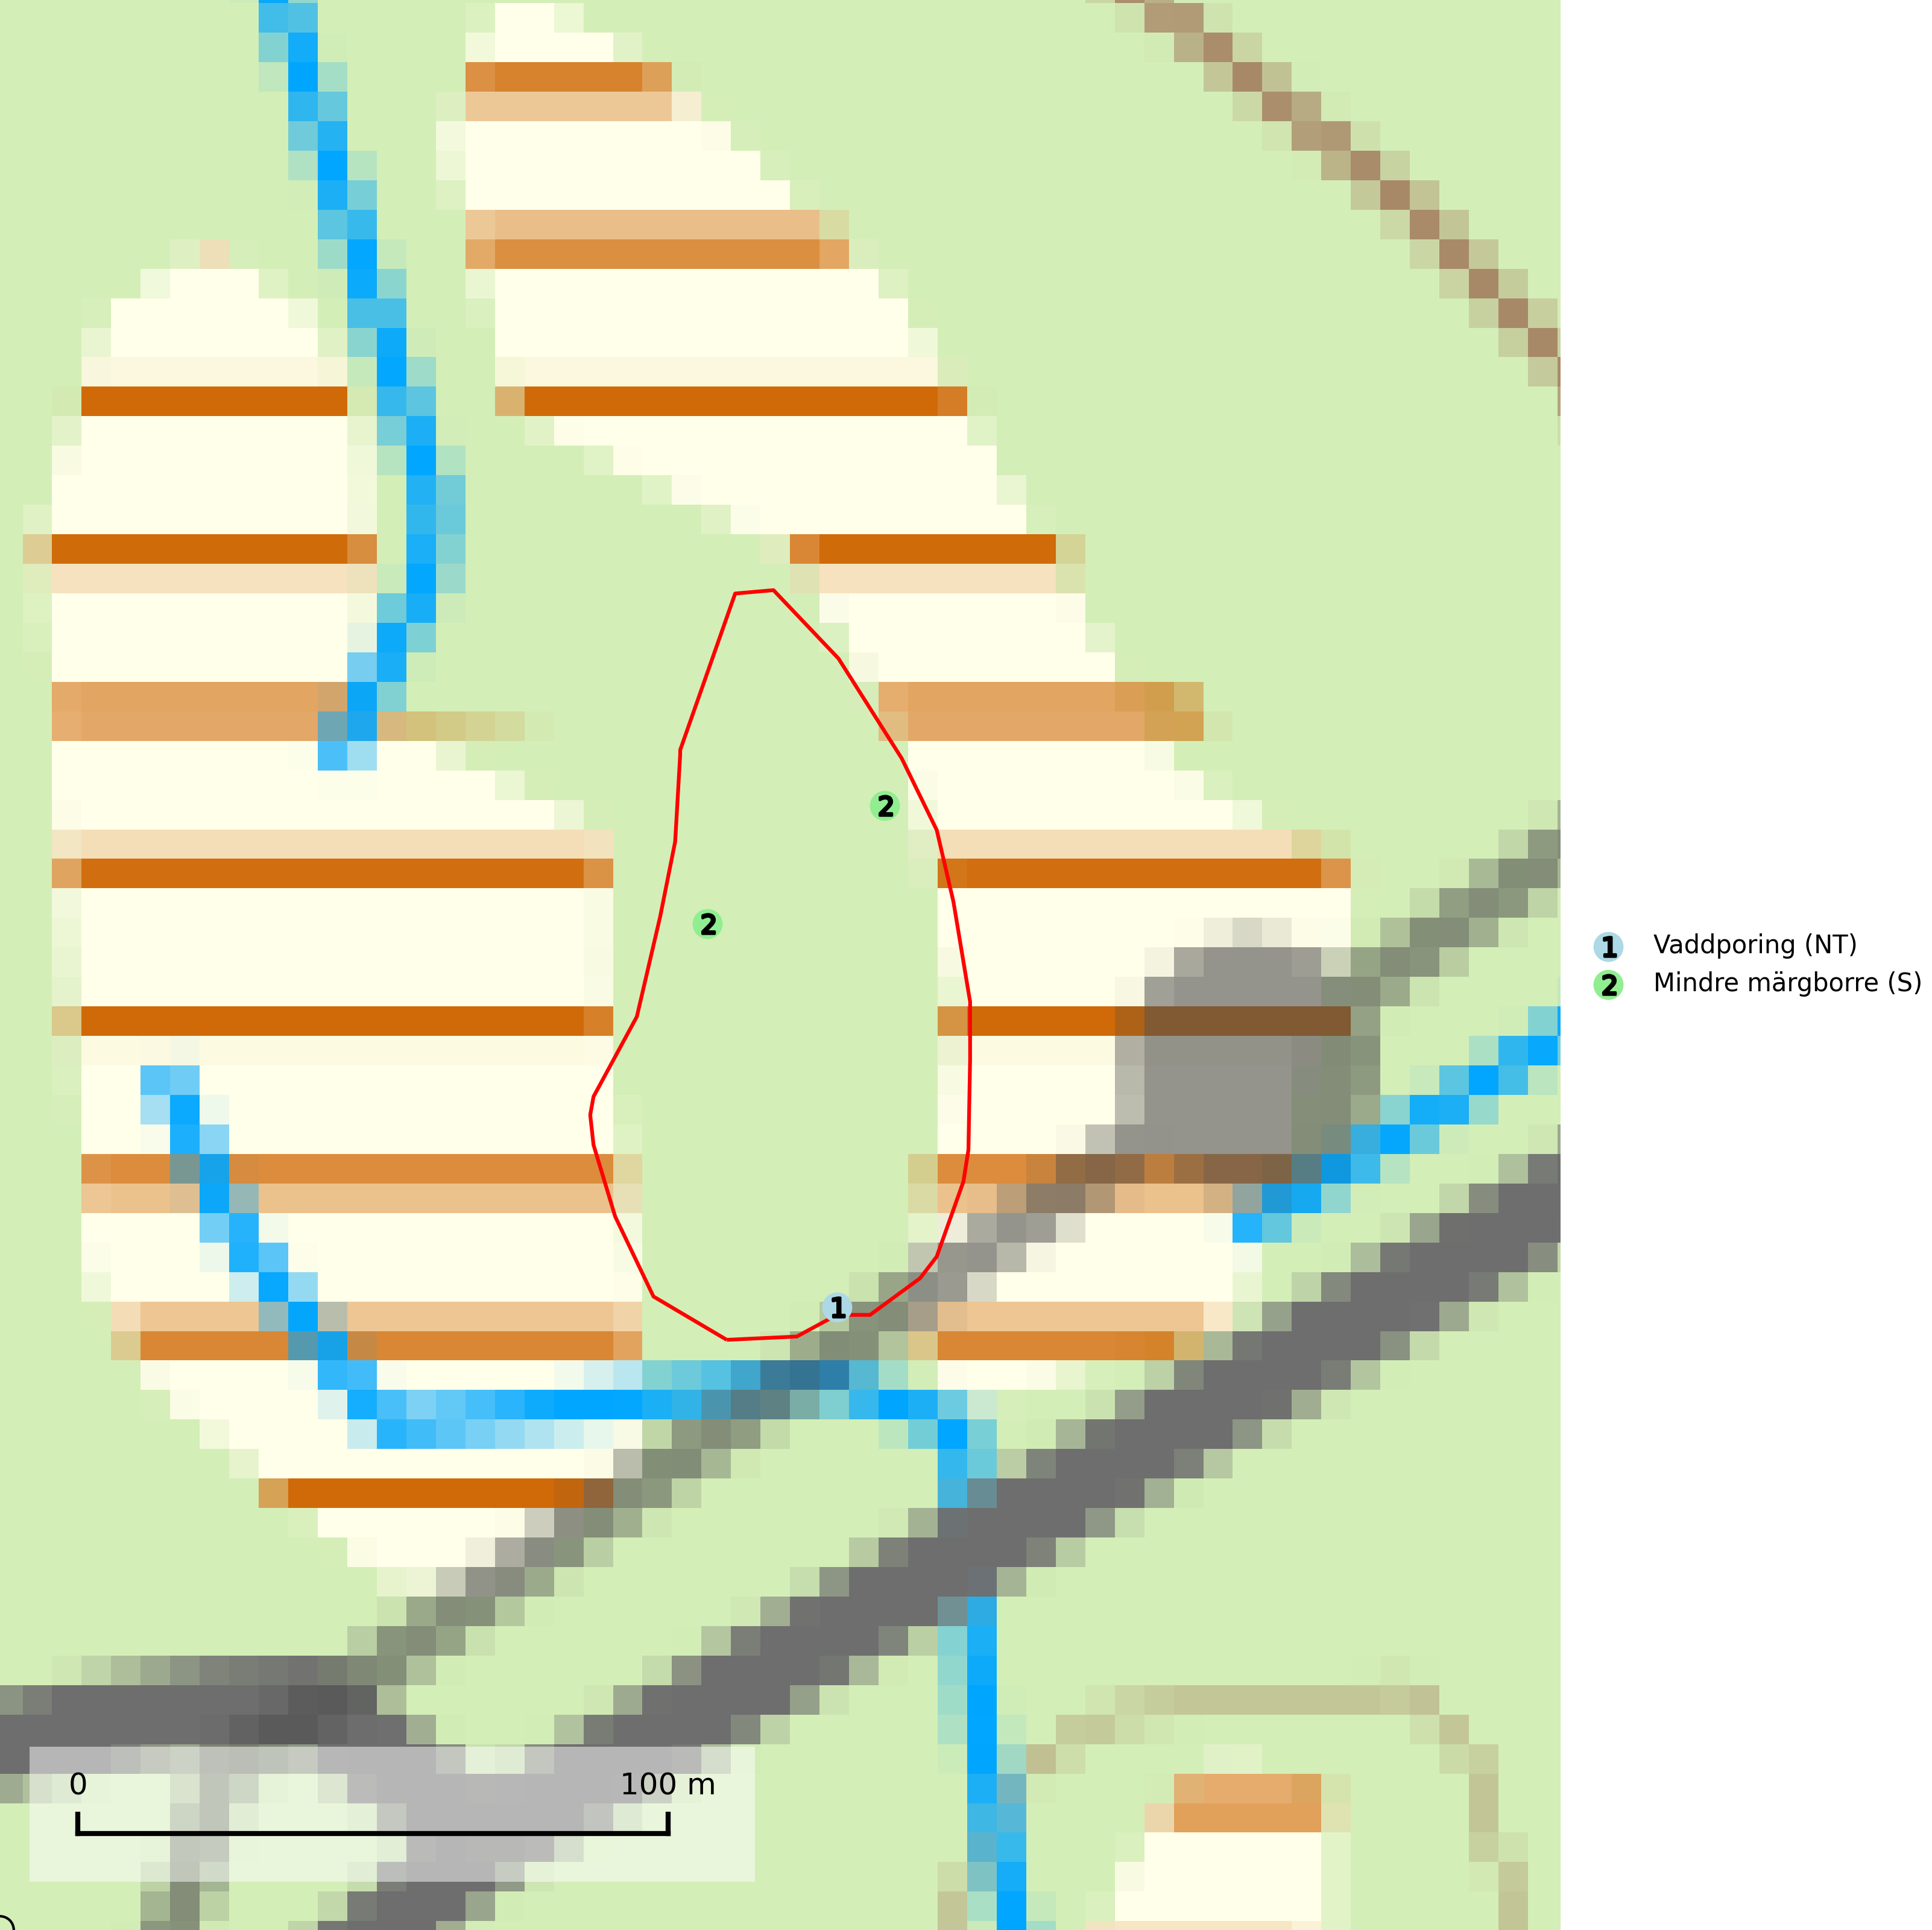 2
2
1 Vaddporing (NT)
2 Mindre märgborre (S)
1
0 100 m